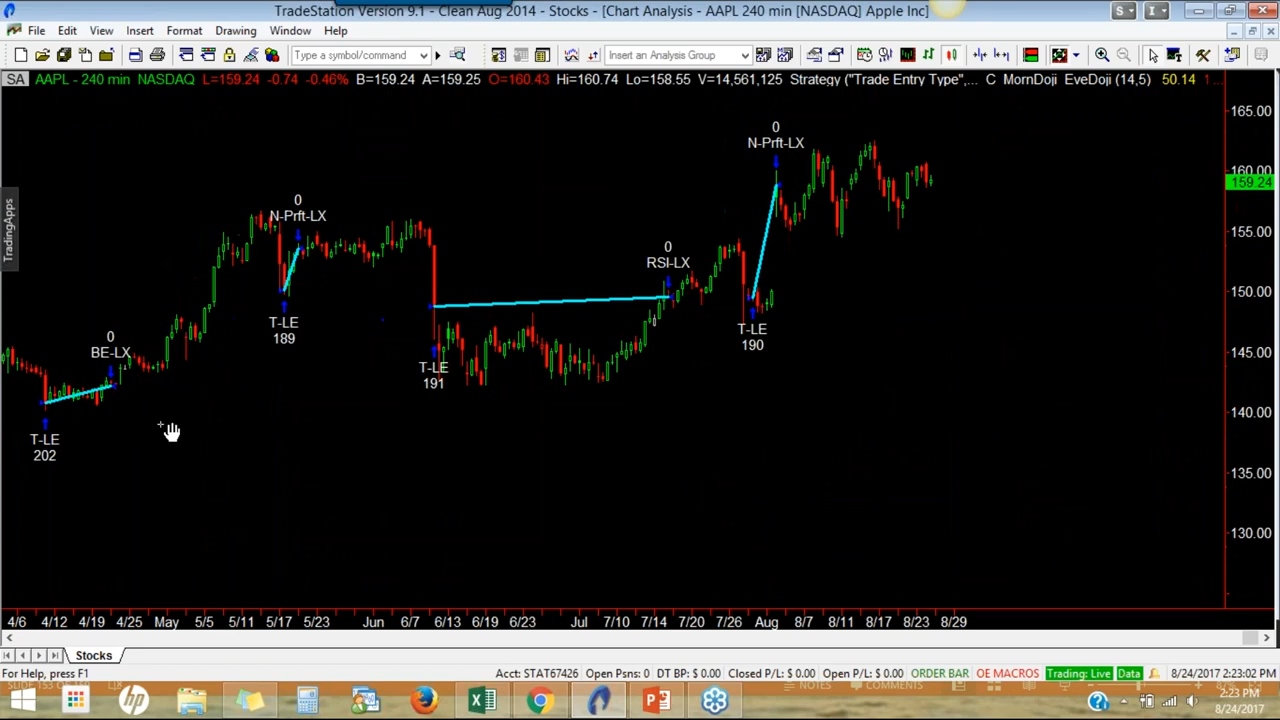 TradeStation Version 9.1 - Clean Aug 2014 - Stocks - [Chart Analysis - AAPL 240 min [NASDAQ] Apple Inc]
S I
File Edit View Insert Format Drawing Window Help
Type a symbol/command Insert an Analysis Group
SA AAPL - 240 min NASDAQ L=159.24 -0.74 -0.46% B=159.24 A=159.25 O=160.43 Hi=160.74 Lo=158.55 V=14,561,125 Strategy ("Trade Entry Type",... C MornDoji EveDoji (14,5) 50.14 1 ...
165.00
0
N-Prft-LX
160.00
159.24
TradingApps
0
N-Prft-LX
155.00
0
RSI-LX
150.00
T-LE
189
T-LE
190
0
BE-LX
145.00
T-LE
191
140.00
T-LE
202
135.00
130.00
4/6 4/12 4/19 4/25 May 5/5 5/11 5/17 5/23 Jun 6/7 6/13 6/19 6/23 Jul 7/10 7/14 7/20 7/26 Aug 8/7 8/11 8/17 8/23 8/29
Stocks
For Help, press F1 Acct: STAT67426 Open Psns: 0 DT BP: $ 0.00 Closed P/L: $ 0.00 Open P/L: $ 0.00 ORDER BAR OE MACROS Trading: Live Data 8/24/2017 2:23:02 PM
NOTES COMMENTS
hp
2:23 PM
8/24/2017